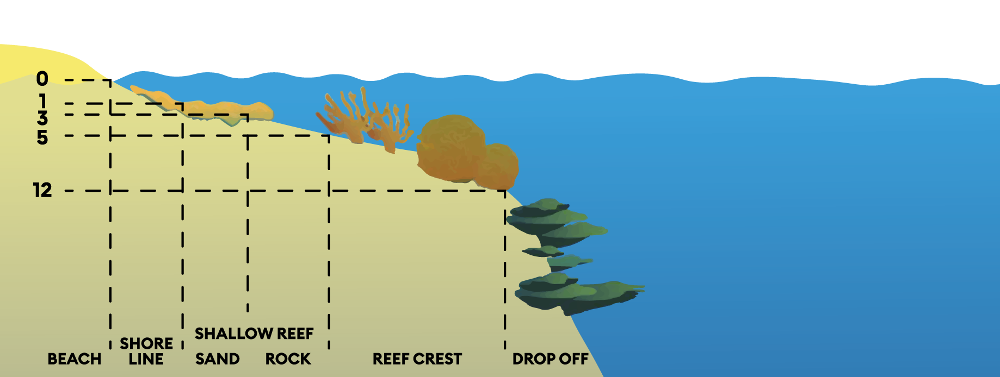 0
1
3
5
12
SHALLOW REEF
BEACH
SHORE
LINE
SAND
ROCK
REEF CREST
DROP OFF